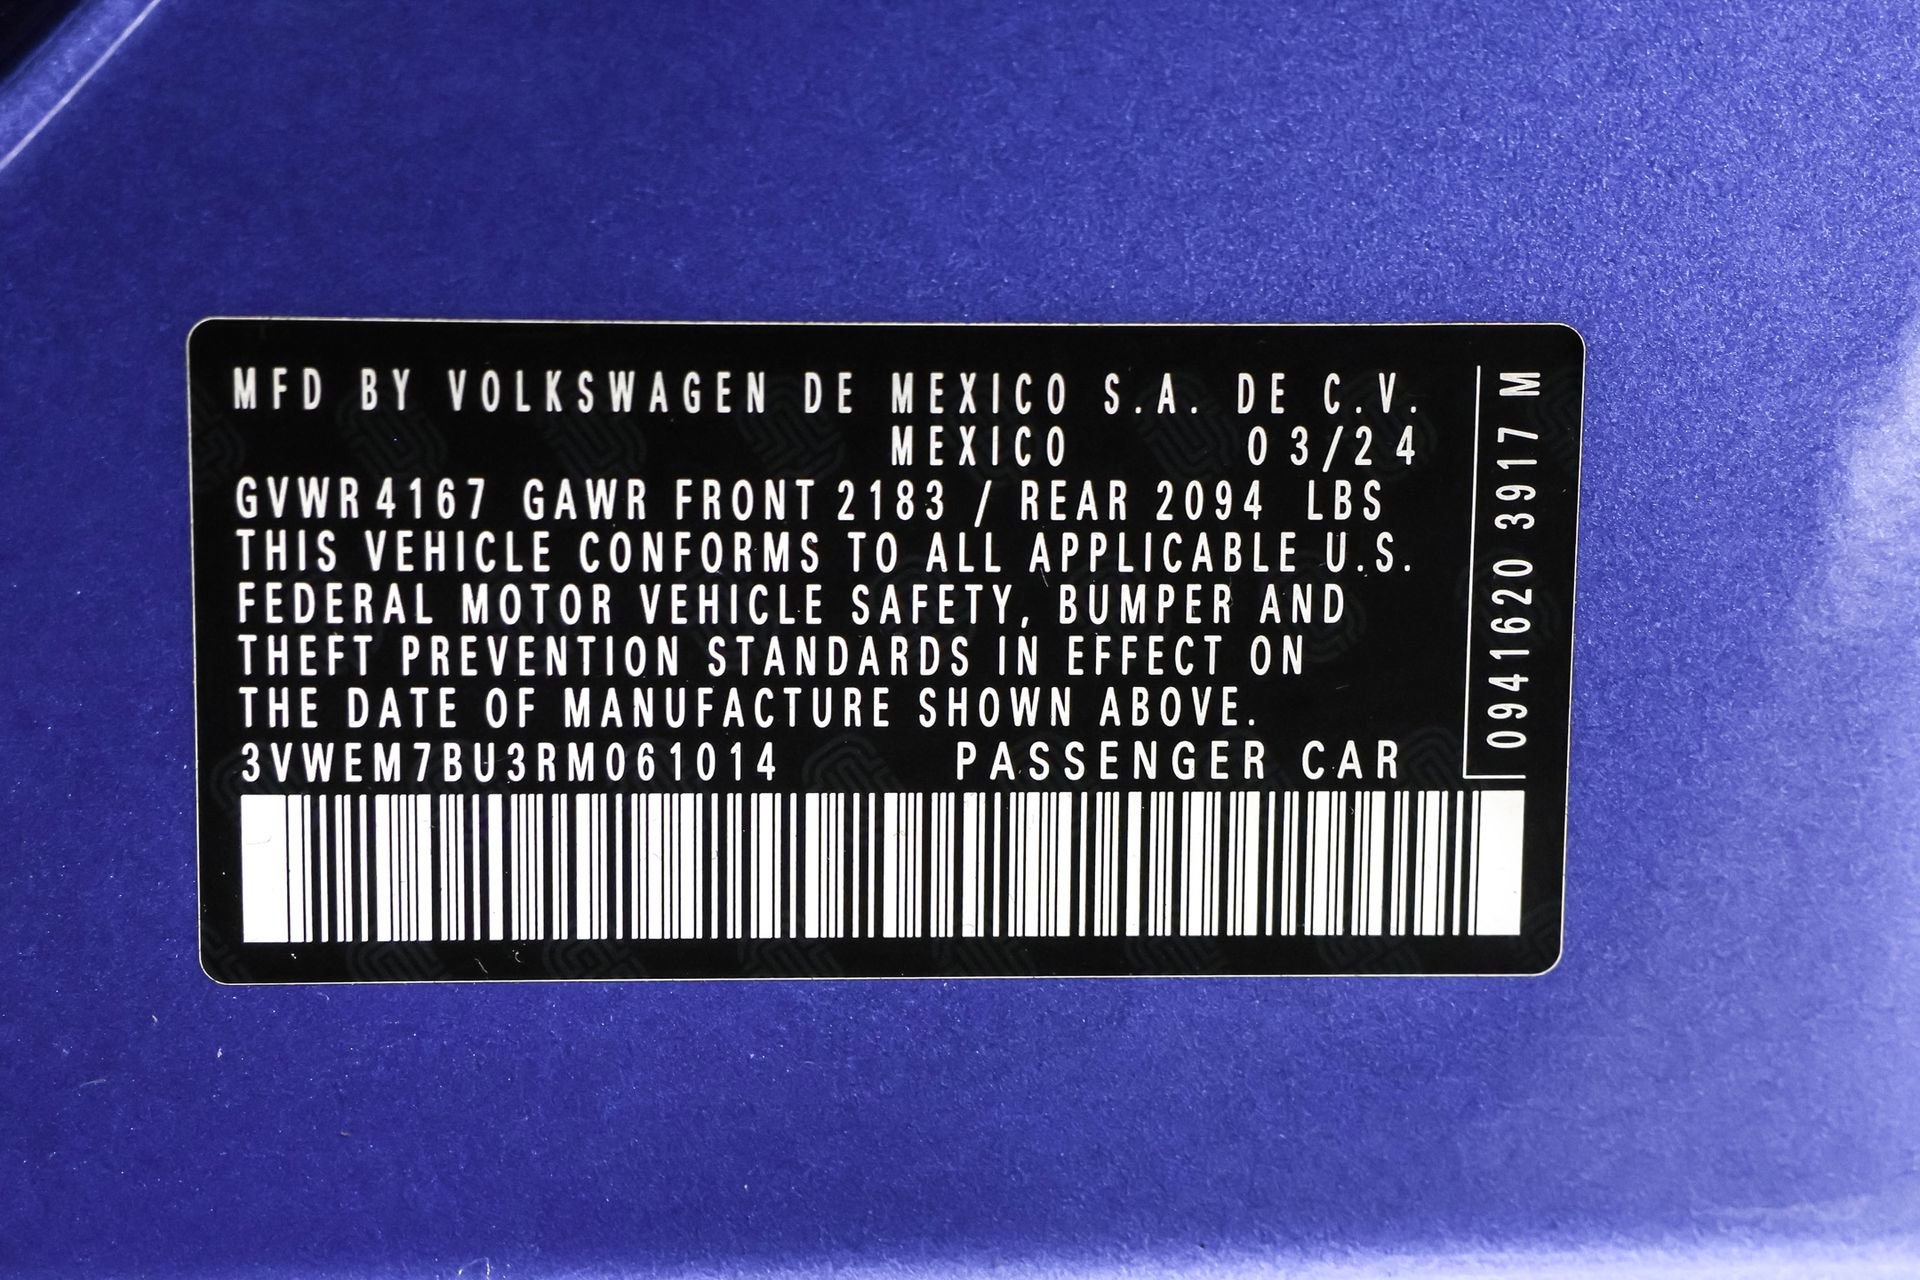 MFD BY VOLKSWAGEN DE MEXICO S.A. DE C.V.
MEXICO 03/24
GVWR 4167 GAWR FRONT 2183 / REAR 2094 LBS
THIS VEHICLE CONFORMS TO ALL APPLICABLE U.S.
FEDERAL MOTOR VEHICLE SAFETY, BUMPER AND
THEFT PREVENTION STANDARDS IN EFFECT ON
THE DATE OF MANUFACTURE SHOWN ABOVE.
3VWEM7BU3RM061014 PASSENGER CAR
0941620 3917 M